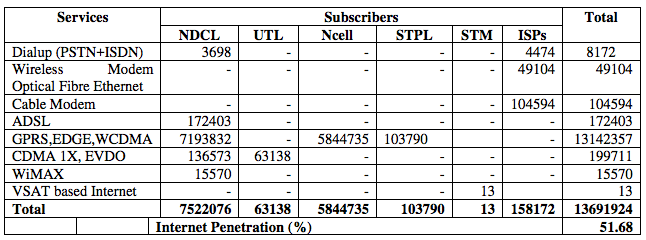 Services Subscribers Total
NDCL UTL Ncell STPL STM ISPs
Dialup (PSTN+ISDN) 3698 - - - - 4474 8172
Wireless Modem - - - - - 49104 49104
Optical Fibre Ethernet
Cable Modem - - - - - 104594 104594
ADSL 172403 - - - - - 172403
GPRS,EDGE,WCDMA 7193832 - 5844735 103790 - - 13142357
CDMA 1X, EVDO 136573 63138 - - - - 199711
WiMAX 15570 - - - - - 15570
VSAT based Internet - - - - 13 - 13
Total 7522076 63138 5844735 103790 13 158172 13691924
Internet Penetration (%) 51.68